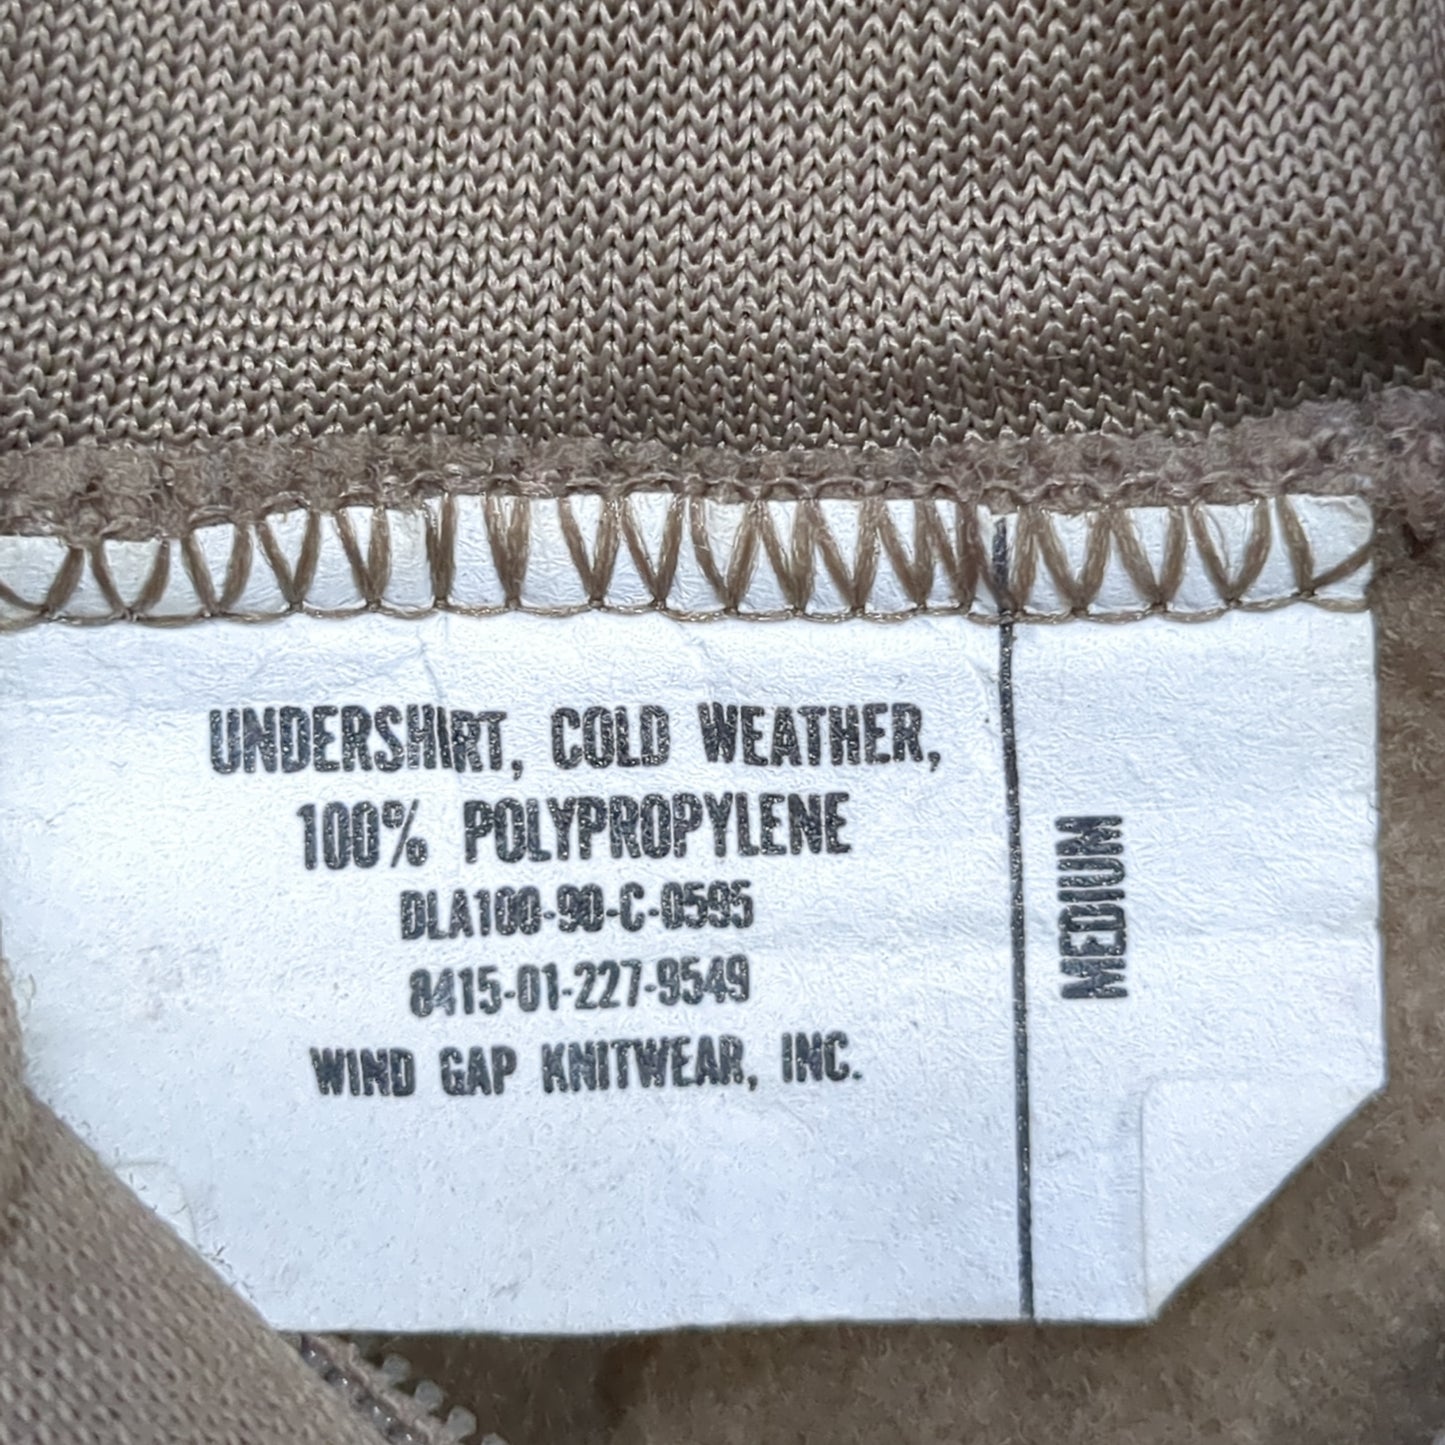 UNDERSHIRT, COLD WEATHER,
100% POLYPROPYLENE
DLA100-90-C-0595
8415-01-227-9549
WIND GAP KNITWEAR, INC.
MEDIUM